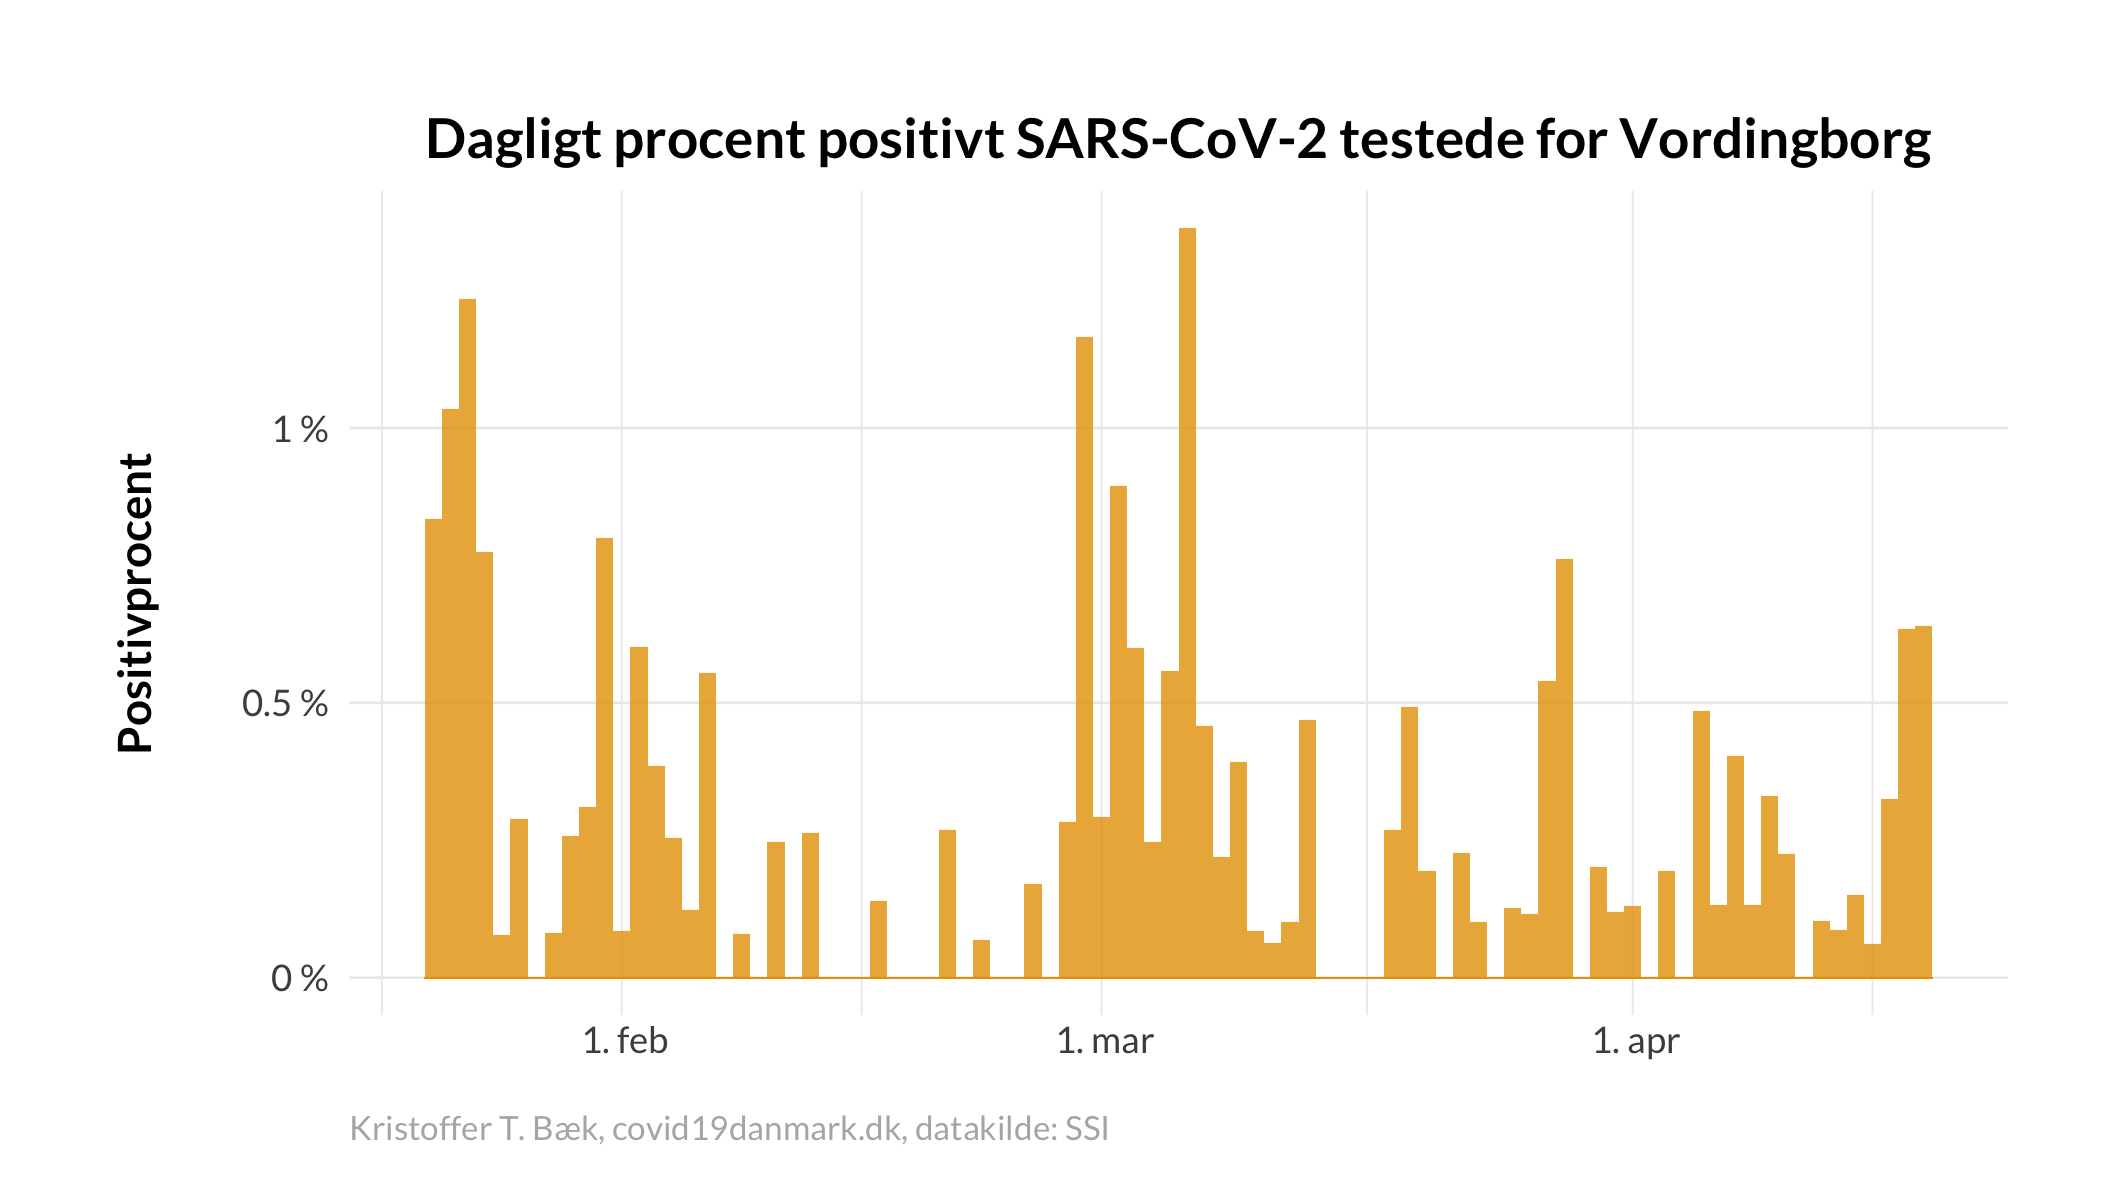 Dagligt procent positivt SARS-CoV-2 testede for Vordingborg
Positivprocent
1 %
0.5 %
0 %
1. feb
1. mar
1. apr
Kristoffer T. Bæk, covid19danmark.dk, datakilde: SSI